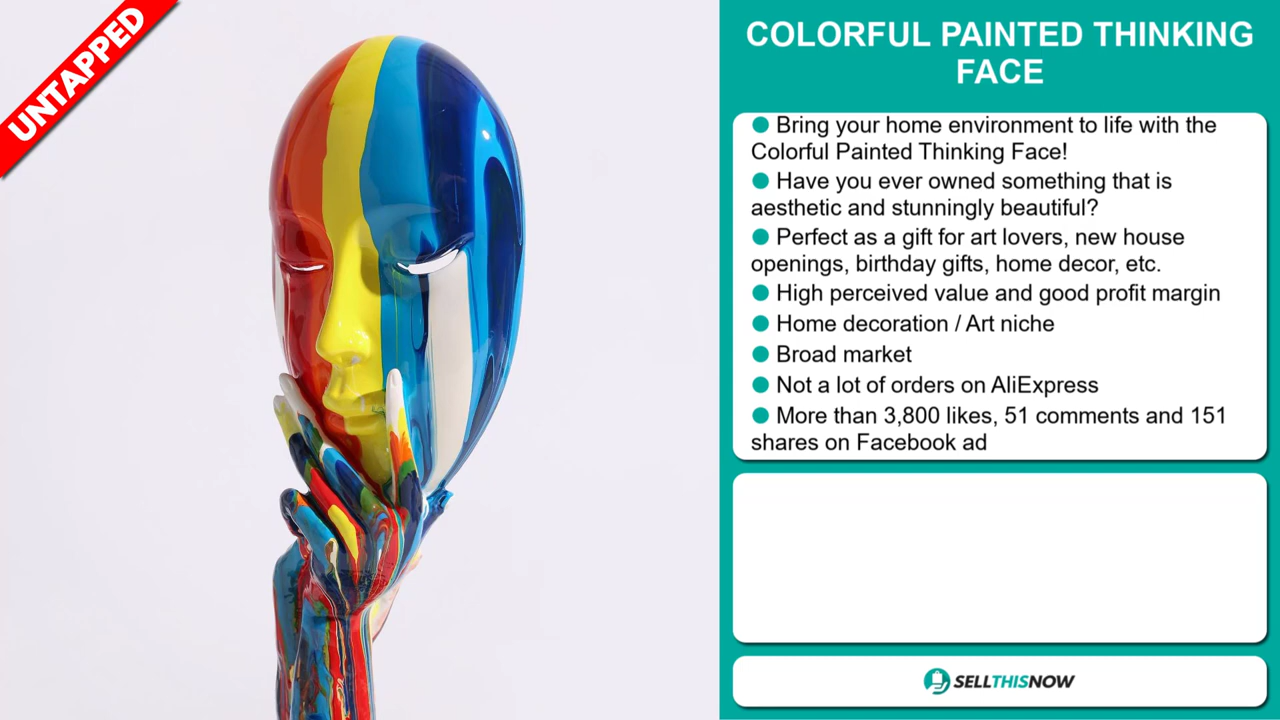 UNTAPPED
COLORFUL PAINTED THINKING
FACE
● Bring your home environment to life with the
Colorful Painted Thinking Face!
● Have you ever owned something that is
aesthetic and stunningly beautiful?
● Perfect as a gift for art lovers, new house
openings, birthday gifts, home decor, etc.
● High perceived value and good profit margin
● Home decoration / Art niche
● Broad market
● Not a lot of orders on AliExpress
● More than 3,800 likes, 51 comments and 151
shares on Facebook ad
SELLTHISNOW